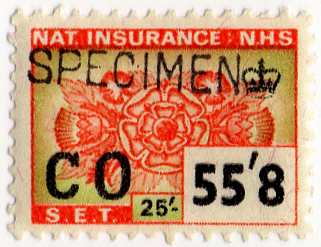 NAT. INSURANCE: NHS
SPECIMEN
CO 55'8
S.E.T. 25/-